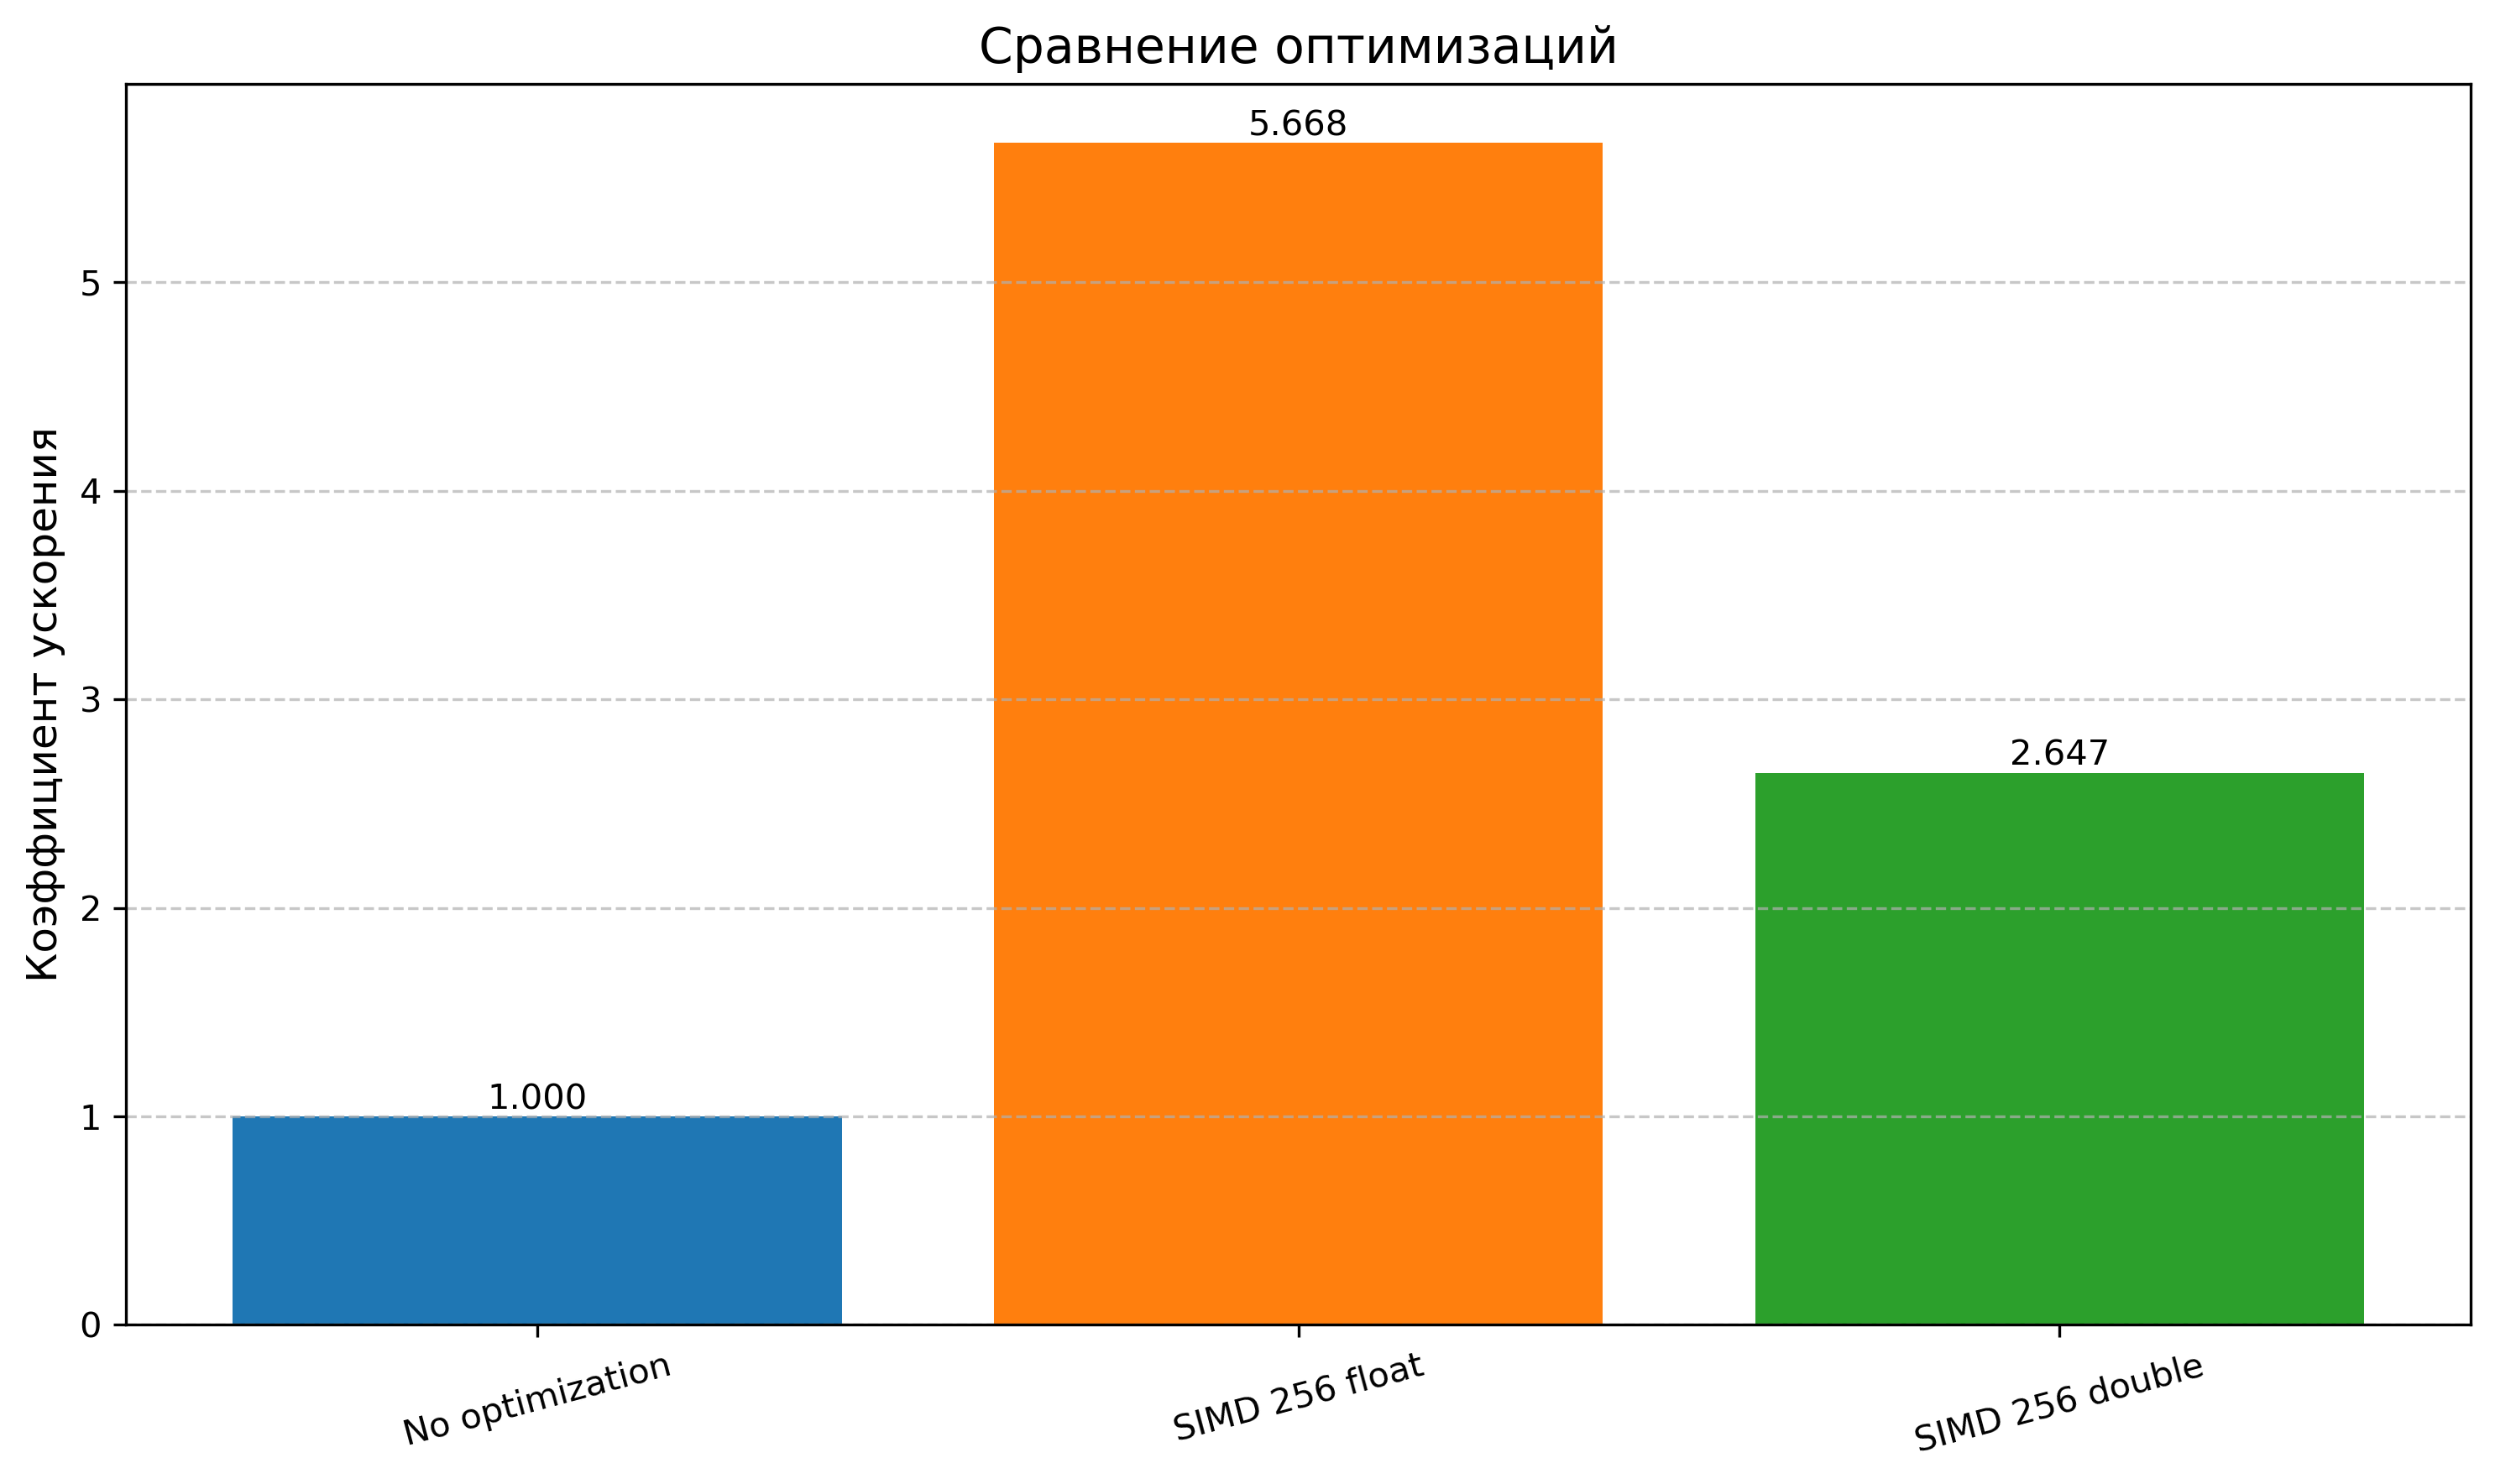 Сравнение оптимизаций
Коэффициент ускорения
5
4
3
2
1
0
1.000
5.668
2.647
No optimization
SIMD 256 float
SIMD 256 double